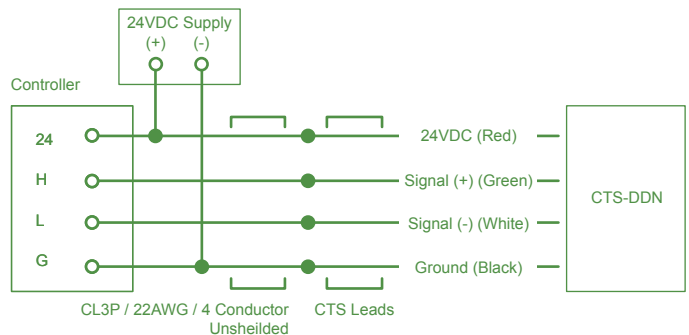 24VDC Supply
(+) (-)
Controller
24
24VDC (Red)
H
Signal (+) (Green)
CTS-DDN
L
Signal (-) (White)
G
Ground (Black)
CL3P / 22AWG / 4 Conductor
Unsheilded
CTS Leads